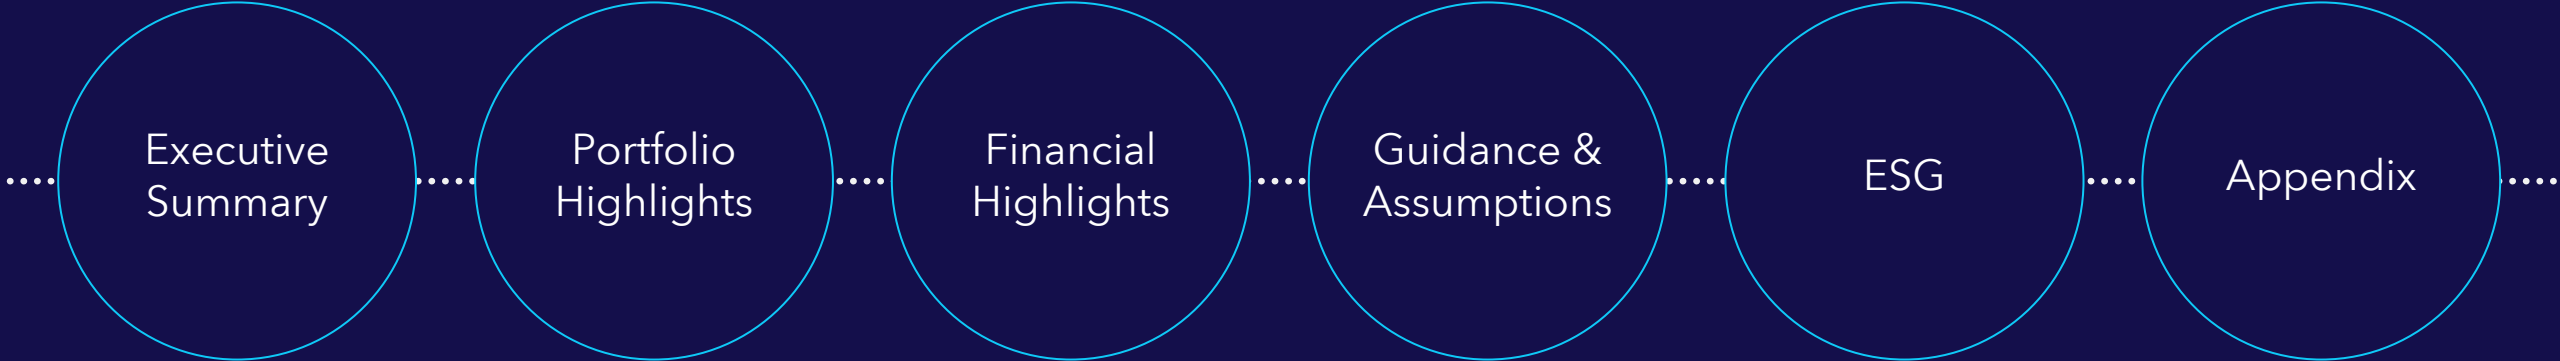 Executive
Summary
Portfolio
Highlights
Financial
Highlights
Guidance &
Assumptions
ESG
Appendix